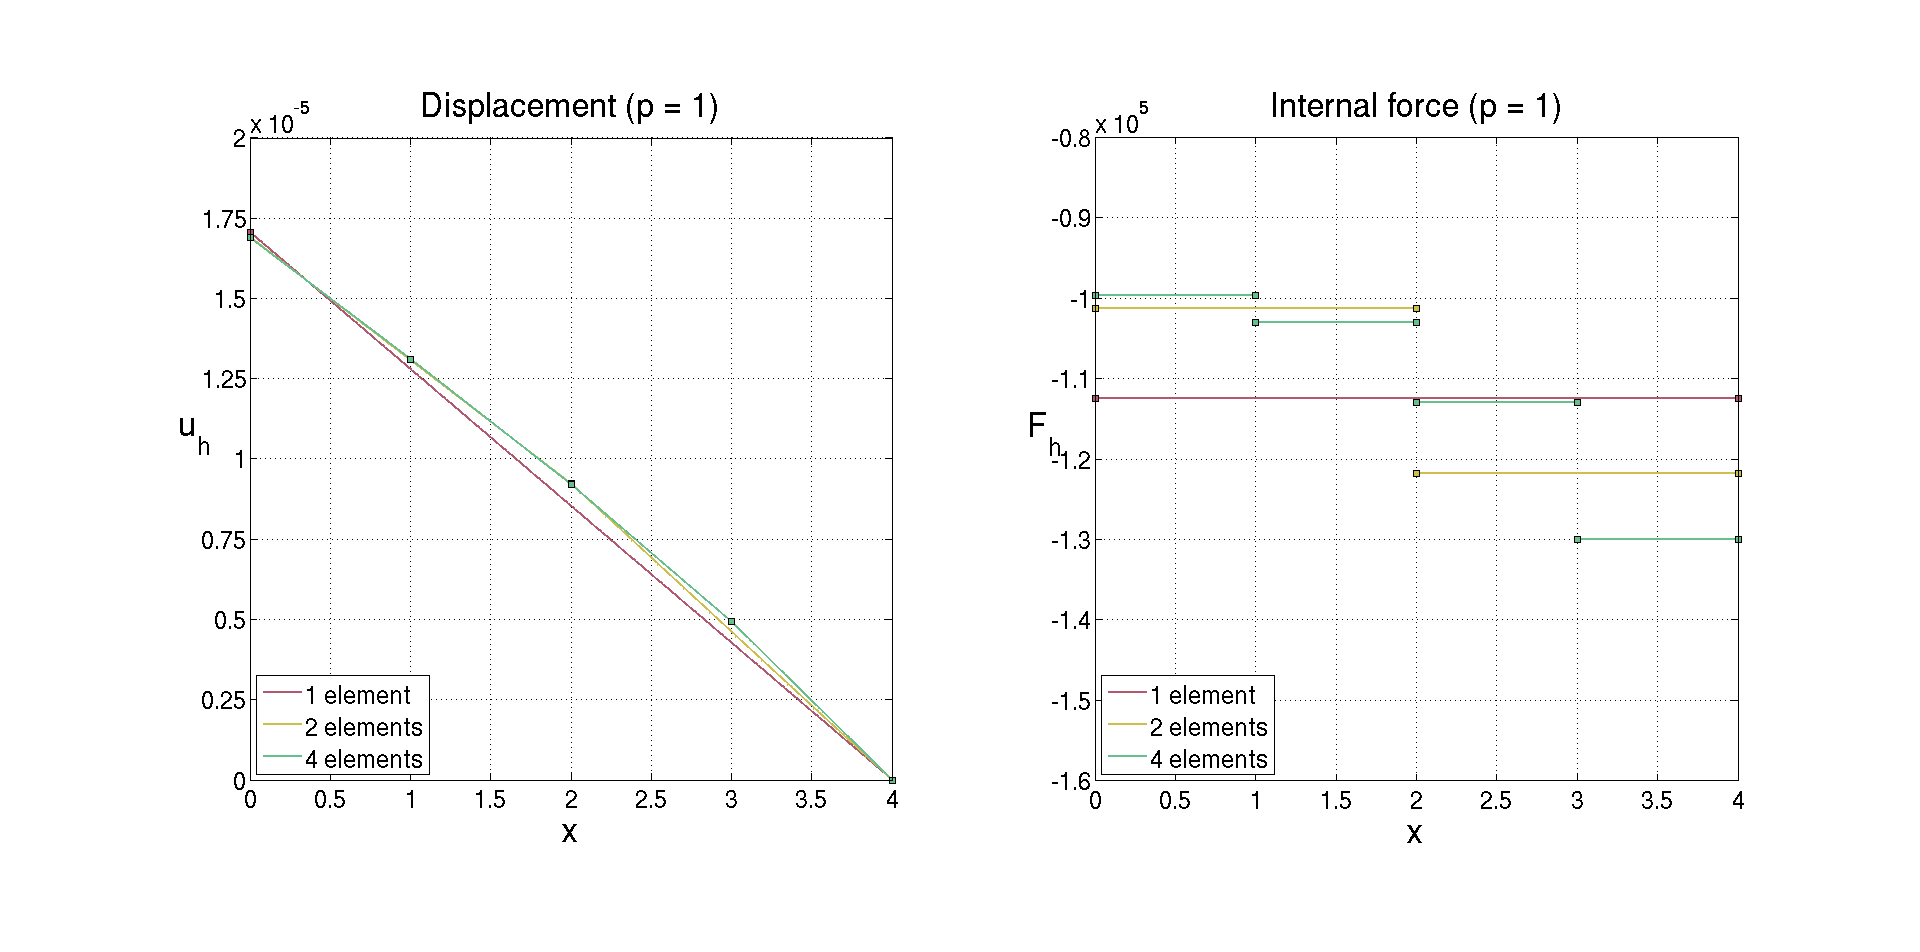 Displacement (p = 1)
x 10^-5
2
1.75
1.5
1.25
1
0.75
0.5
0.25
0
u_h
0 0.5 1 1.5 2 2.5 3 3.5 4
x
1 element
2 elements
4 elements
Internal force (p = 1)
x 10^5
-0.8
-0.9
-1
-1.1
-1.2
-1.3
-1.4
-1.5
-1.6
F_h
0 0.5 1 1.5 2 2.5 3 3.5 4
x
1 element
2 elements
4 elements